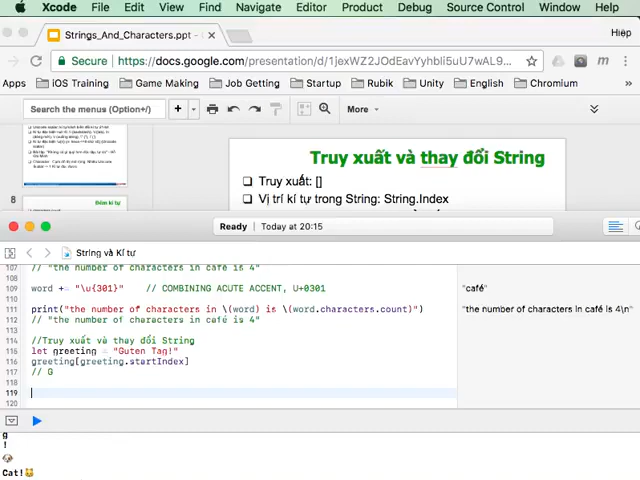 Xcode File Edit View Find Navigate Editor Product Debug Source Control Window Help
Strings_And_Characters.ppt -
Hiệp
Secure https://docs.google.com/presentation/d/1jexWZ2JOdEavYyhbli5uU7wAL9...
Apps iOS Training Game Making Job Getting Startup Rubik Unity English Chromium
Search the menus (Option+/)
More
8
Đếm kí tự
Truy xuất và thay đổi String
Truy xuất: []
Vị trí kí tự trong String: String.Index
Ready Today at 20:15
String và Kí tự
107 // "the number of characters in cafe is 4"
108
109 word += "\u{301}" // COMBINING ACUTE ACCENT, U+0301
"café"
110
111 print("the number of characters in \(word) is \(word.characters.count)")
"the number of characters in café is 4\n"
112 // "the number of characters in café is 4"
113
114 //Truy xuất và thay đổi String
115 let greeting = "Guten Tag!"
116 greeting[greeting.startIndex]
117 // G
118
119
120
g
!
🐶
Cat!🐱